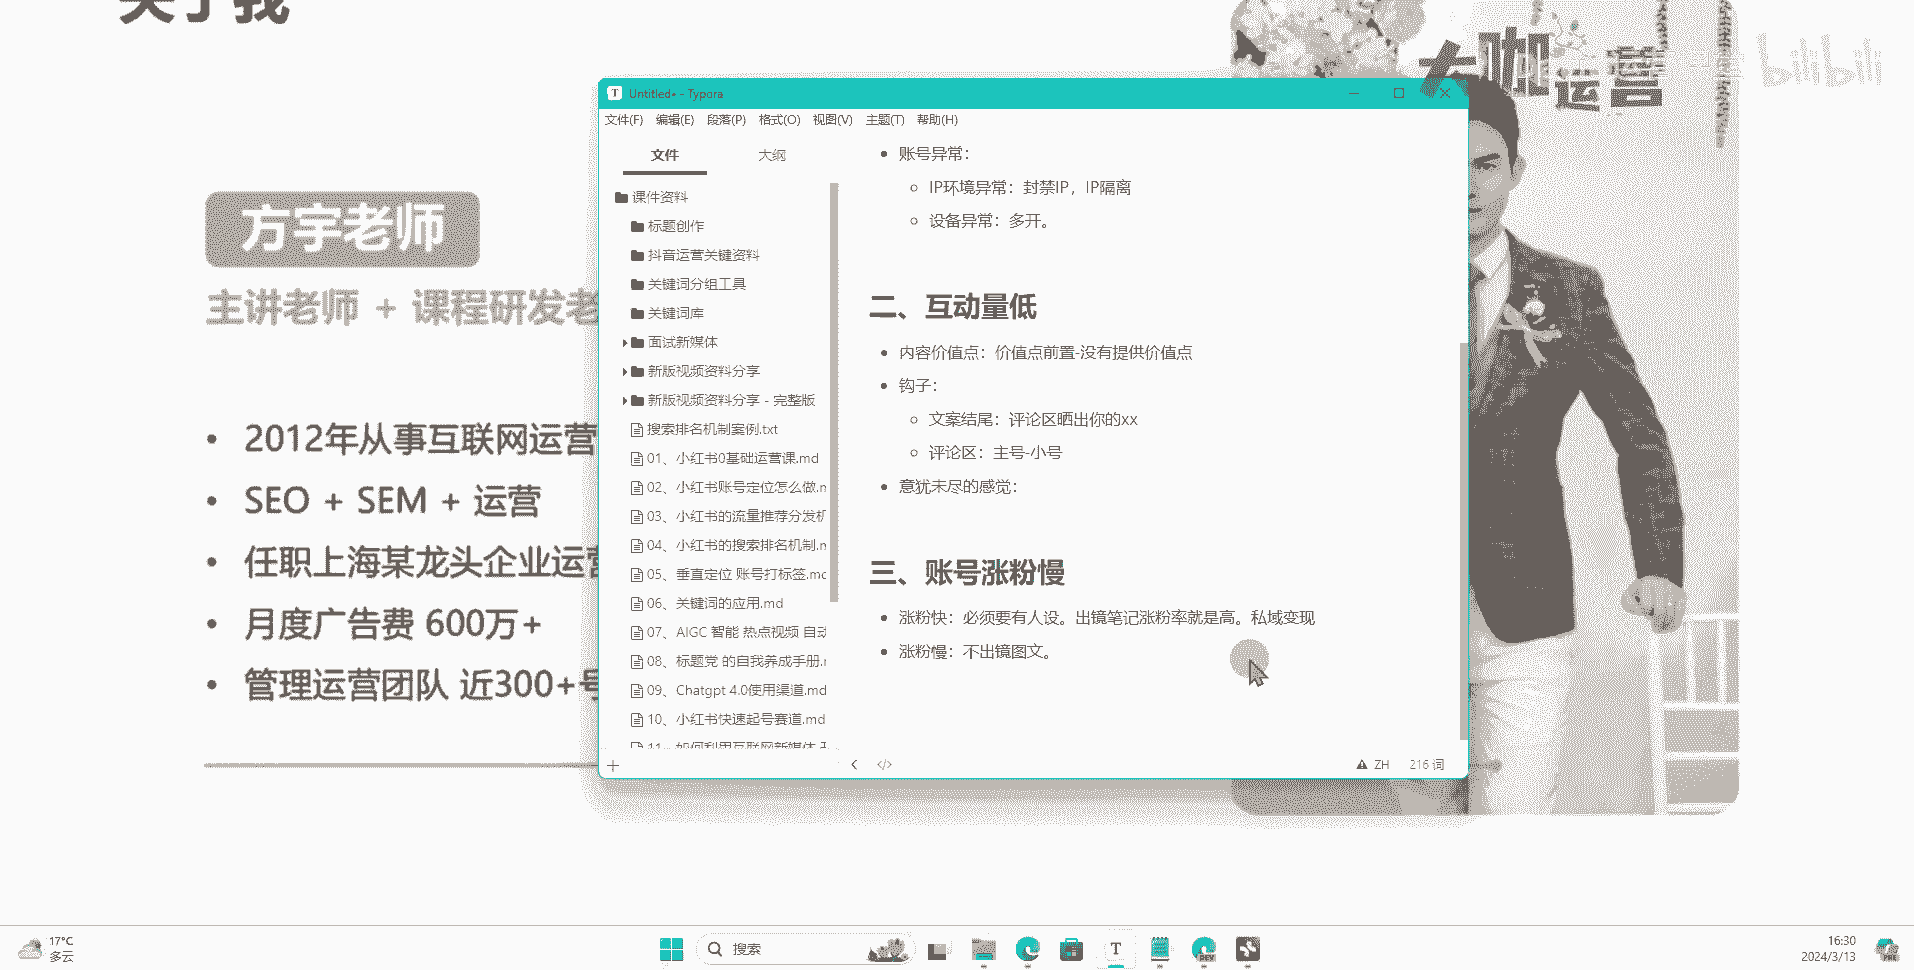 关于我
大咖运营
bilibili
方宇老师
主讲老师 + 课程研发老
2012年从事互联网运营
SEO + SEM + 运营
任职上海某龙头企业运营
月度广告费 600万+
管理运营团队 近300+号
Untitled• - Typora
文件(F) 编辑(E) 段落(P) 格式(O) 视图(V) 主题(T) 帮助(H)
文件 大纲
课件资料
标题创作
抖音运营关键资料
关键词分组工具
关键词库
面试新媒体
新版视频资料分享
新版视频资料分享 - 完整版
搜索排名机制案例.txt
01、小红书0基础运营课.md
02、小红书账号定位怎么做.m
03、小红书的流量推荐分发机
04、小红书的搜索排名机制.m
05、垂直定位 账号打标签.md
06、关键词的应用.md
07、AIGC 智能 热点视频 自动
08、标题党 的自我养成手册.m
09、Chatgpt 4.0使用渠道.md
10、小红书快速起号赛道.md
11、如何利用互联网新媒体
账号异常：
IP环境异常：封禁IP，IP隔离
设备异常：多开。
二、互动量低
内容价值点：价值点前置-没有提供价值点
钩子：
文案结尾：评论区晒出你的xx
评论区：主号-小号
意犹未尽的感觉：
三、账号涨粉慢
涨粉快：必须要有人设。出镜笔记涨粉率就是高。私域变现
涨粉慢：不出镜图文。
ZH 216 词
17°C
多云
搜索
16:30
2024/3/13